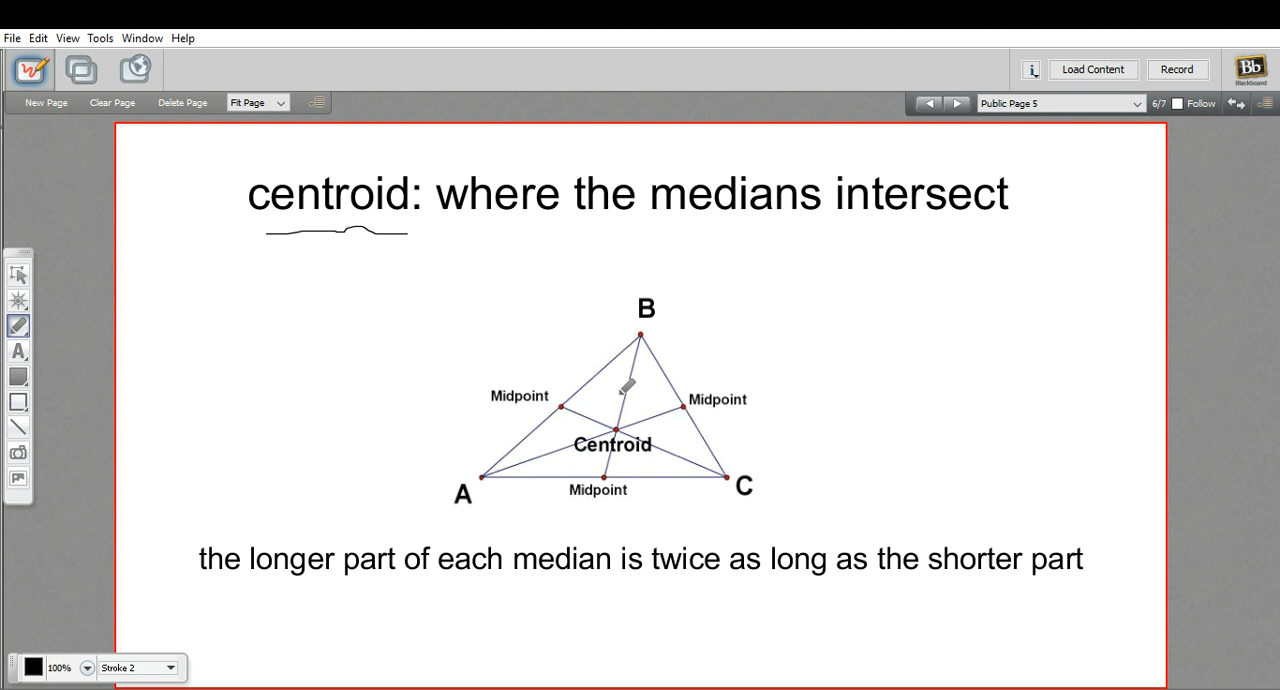 File Edit View Tools Window Help
i Load Content Record Bb
Blackboard
New Page Clear Page Delete Page Fit Page Public Page 5 6/7 Follow
centroid: where the medians intersect
B
Midpoint Midpoint
Centroid
A Midpoint C
the longer part of each median is twice as long as the shorter part
A
100% Stroke 2